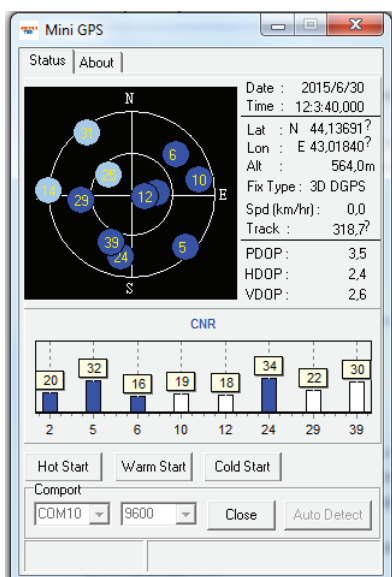 Mini GPS
Status About
N
E
S
31
6
25
10
14
29
12
39
24
5
Date : 2015/6/30
Time : 12:3:40,000
Lat : N 44,13691?
Lon : E 43,01840?
Alt : 564,0m
Fix Type : 3D DGPS
Spd (km/hr) : 0,0
Track : 318,7?
PDOP : 3,5
HDOP : 2,4
VDOP : 2,6
CNR
20 32 16 19 18 34 22 30
2 5 6 10 12 24 29 39
Hot Start Warm Start Cold Start
Comport
COM10 9600 Close Auto Detect